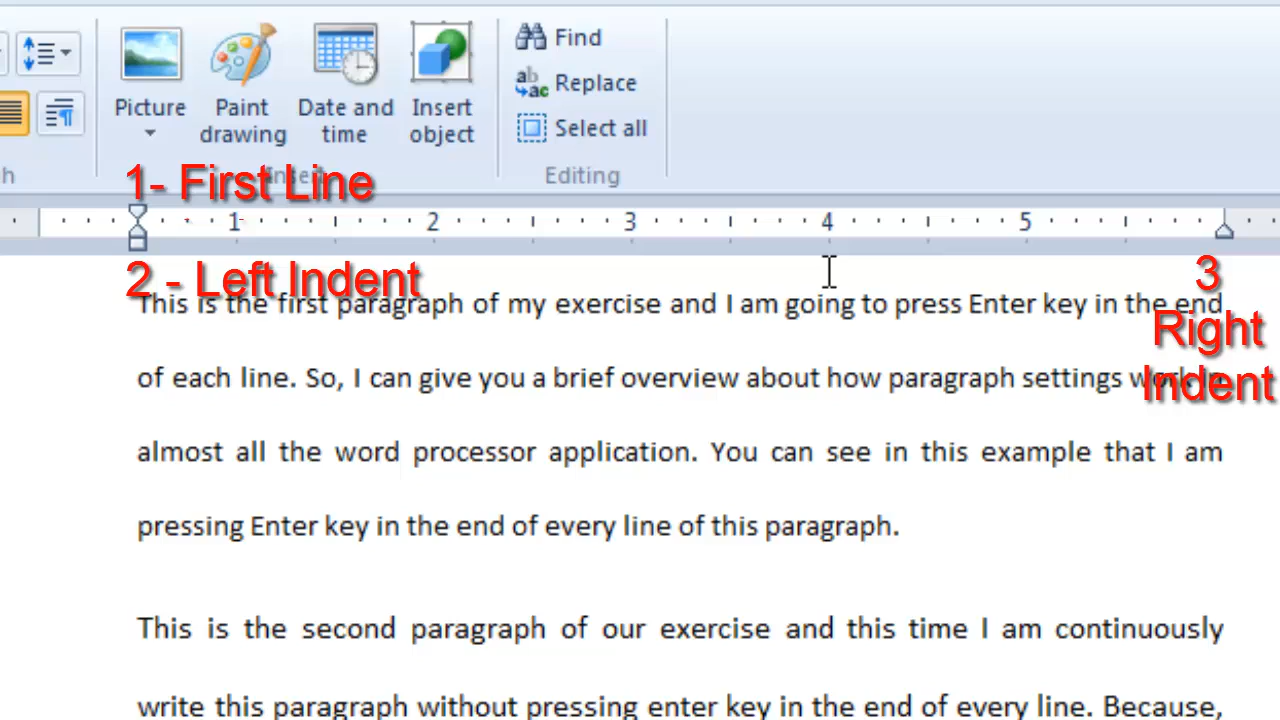 Find
Replace
Select all
Picture
Paint drawing
Date and time
Insert object
h
Insert
Editing
1- First Line
1 2 3 4 5
2 - Left Indent
3
Right
Indent
This is the first paragraph of my exercise and I am going to press Enter key in the end
of each line. So, I can give you a brief overview about how paragraph settings work in
almost all the word processor application. You can see in this example that I am
pressing Enter key in the end of every line of this paragraph.
This is the second paragraph of our exercise and this time I am continuously
write this paragraph without pressing enter key in the end of every line. Because,